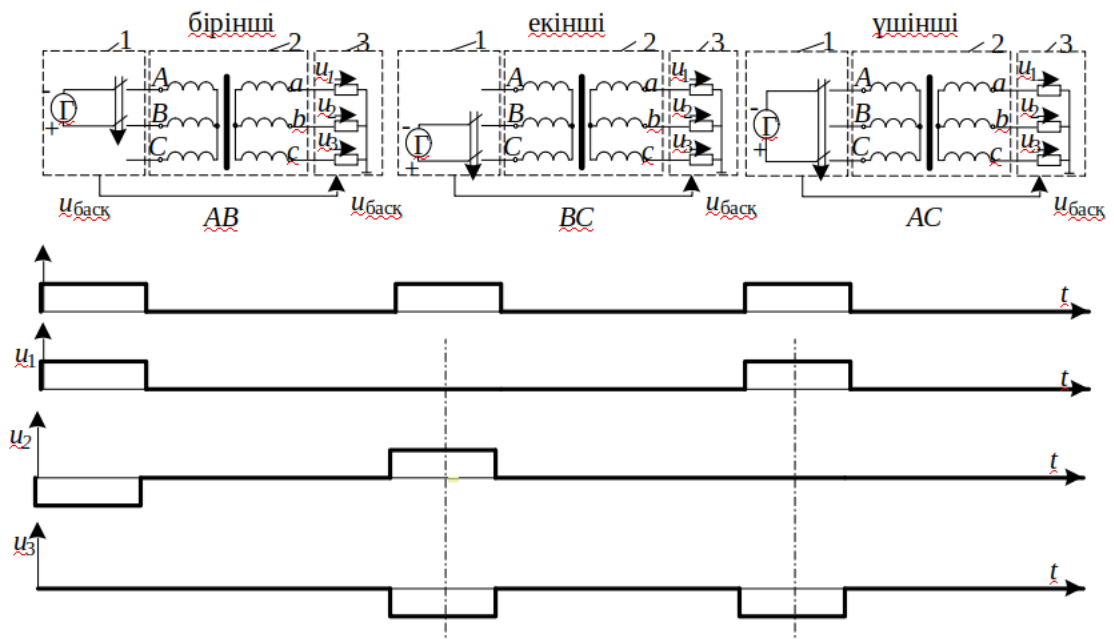 бірінші екінші үшінші
1 2 3 1 2 3 1 2 3
A a u1 A a u1 A a u1
- Г + B b u2 - Г + B b u2 - Г + B b u2
C c u3 C c u3 C c u3
uбасқ AB uбасқ BC uбасқ AC uбасқ
t
u1 t
u2 t
u3 t